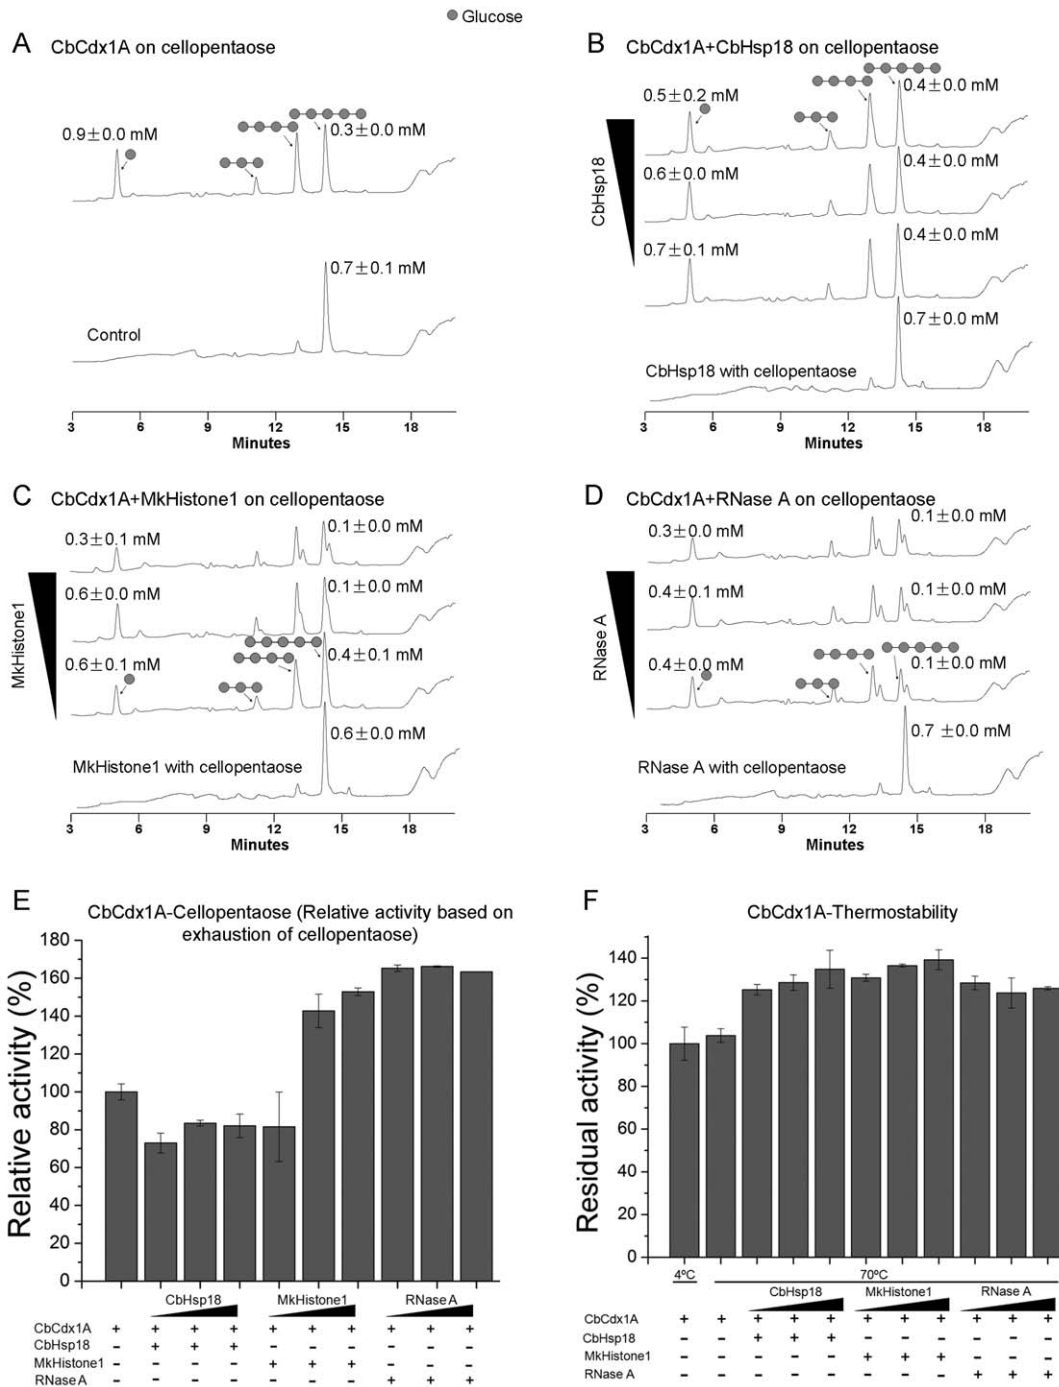 Glucose
A CbCdx1A on cellopentaose
0.9±0.0 mM
0.3±0.0 mM
0.7±0.1 mM
Control
3 6 9 12 15 18
Minutes
B CbCdx1A+CbHsp18 on cellopentaose
CbHsp18
0.5±0.2 mM
0.4±0.0 mM
0.6±0.0 mM
0.4±0.0 mM
0.7±0.1 mM
0.4±0.0 mM
0.7±0.0 mM
CbHsp18 with cellopentaose
3 6 9 12 15 18
Minutes
C CbCdx1A+MkHistone1 on cellopentaose
MkHistone1
0.3±0.1 mM
0.1±0.0 mM
0.6±0.0 mM
0.1±0.0 mM
0.6±0.1 mM
0.4±0.1 mM
0.6±0.0 mM
MkHistone1 with cellopentaose
3 6 9 12 15 18
Minutes
D CbCdx1A+RNase A on cellopentaose
RNase A
0.3±0.0 mM
0.1±0.0 mM
0.4±0.1 mM
0.1±0.0 mM
0.4±0.0 mM
0.1±0.0 mM
0.7 ±0.0 mM
RNase A with cellopentaose
3 6 9 12 15 18
Minutes
E
CbCdx1A-Cellopentaose (Relative activity based on
exhaustion of cellopentaose)
Relative activity (%)
180
160
140
120
100
80
60
40
20
0
CbHsp18 MkHistone1 RNase A
CbCdx1A + + + + + + + + + +
CbHsp18 – + + + – – – – – –
MkHistone1 – – – – + + + – – –
RNase A – – – – – – – + + +
F
CbCdx1A-Thermostability
Residual activity (%)
140
120
100
80
60
40
20
0
4ºC 70ºC
CbHsp18 MkHistone1 RNase A
CbCdx1A + + + + + + + + + + +
CbHsp18 – – + + + – – – – – –
MkHistone1 – – – – – + + + – – –
RNase A – – – – – – – – + + +